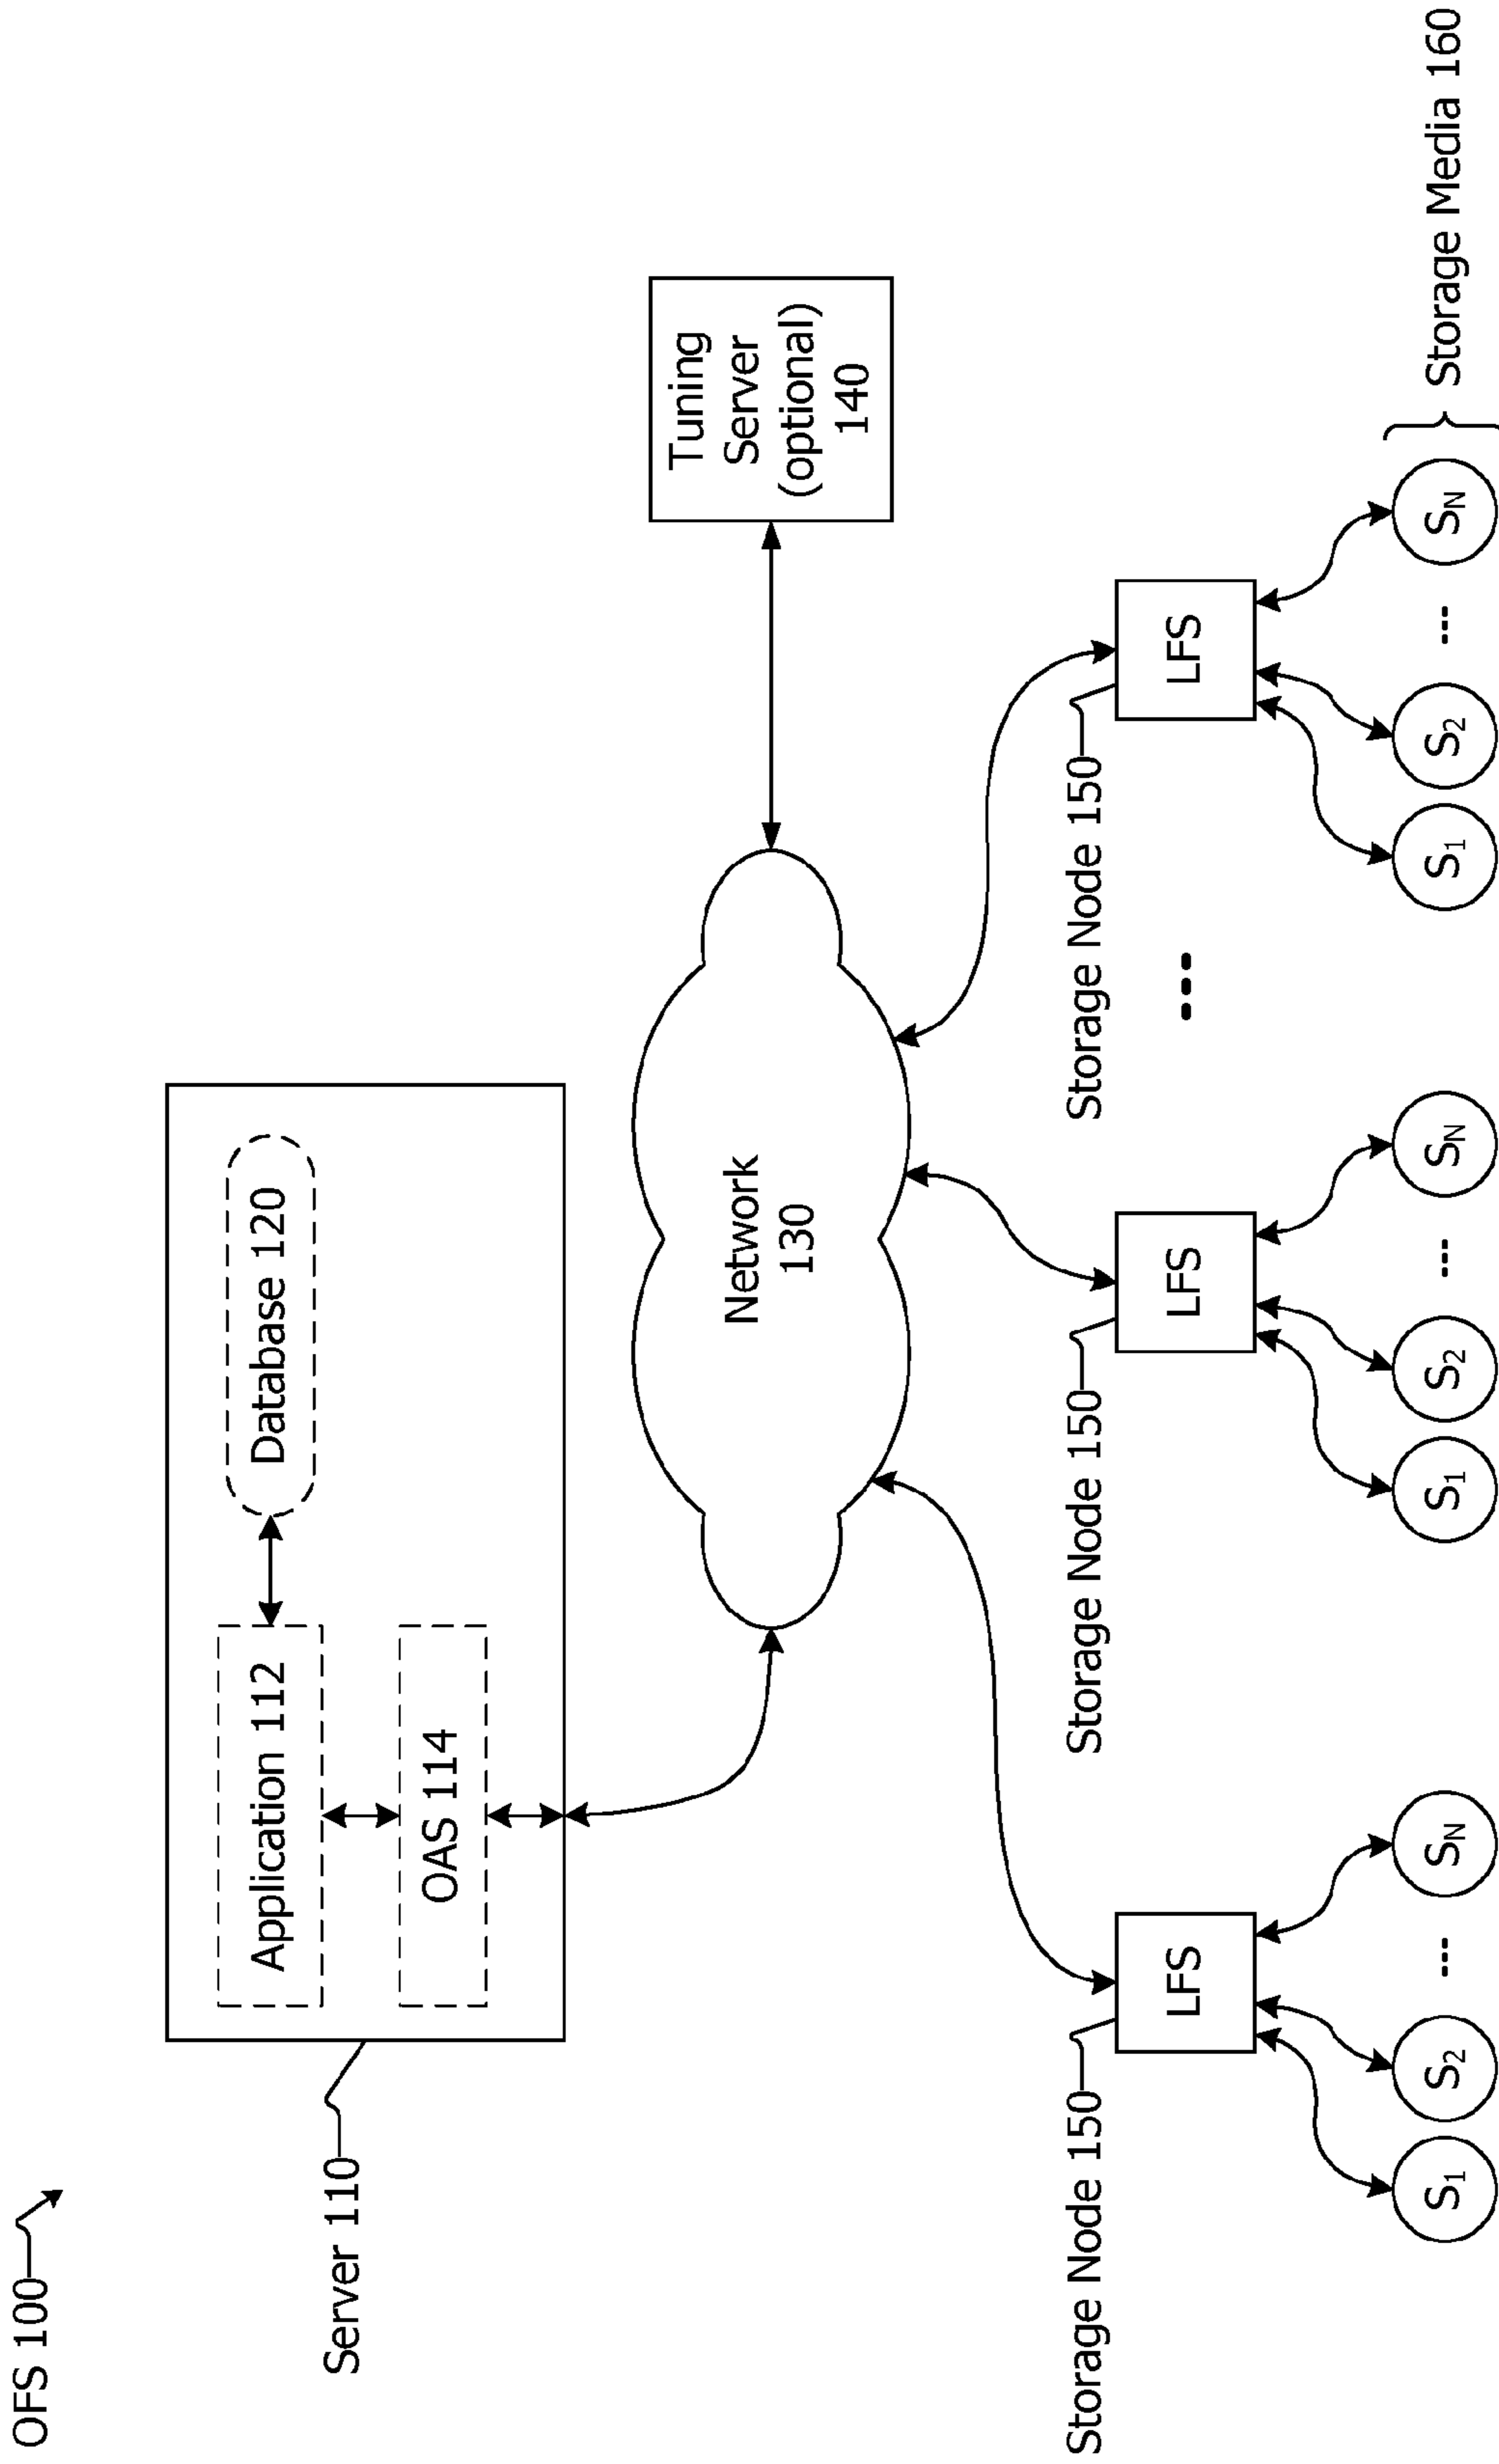 OFS 100
Server 110
Application 112
Database 120
OAS 114
Network
130
Tuning
Server
(optional)
140
Storage Node 150
Storage Node 150
Storage Node 150
LFS
LFS
---
LFS
S1
S2
---
SN
S1
S2
---
SN
S1
S2
---
SN
Storage Media 160